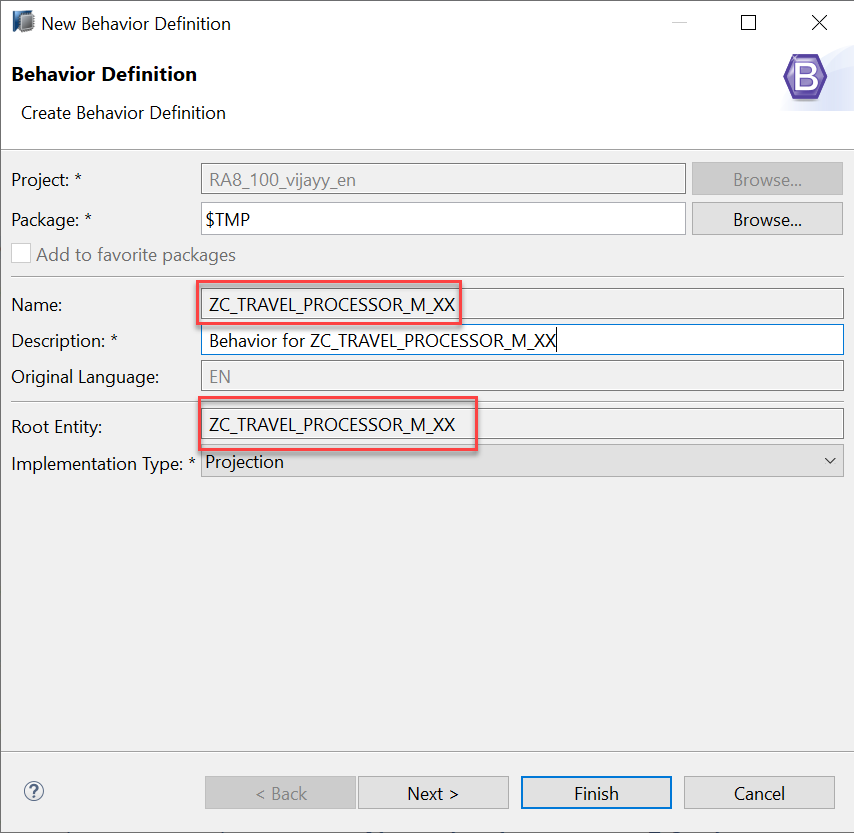 New Behavior Definition
Behavior Definition
B
Create Behavior Definition
Project: * RA8_100_vijayy_en Browse...
Package: * $TMP Browse...
Add to favorite packages
Name: ZC_TRAVEL_PROCESSOR_M_XX
Description: * Behavior for ZC_TRAVEL_PROCESSOR_M_XX
Original Language: EN
Root Entity: ZC_TRAVEL_PROCESSOR_M_XX
Implementation Type: * Projection
? < Back Next > Finish Cancel